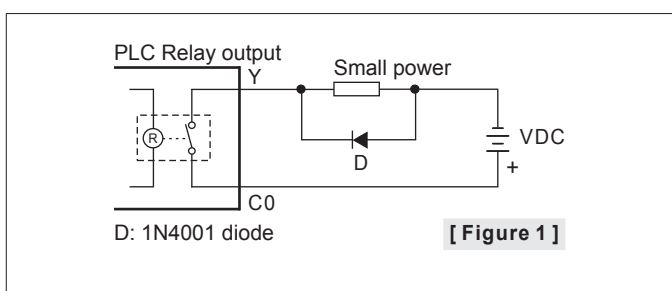 PLC Relay output
Y
Small power
R
D
VDC
+
C0
D: 1N4001 diode
[ Figure 1 ]